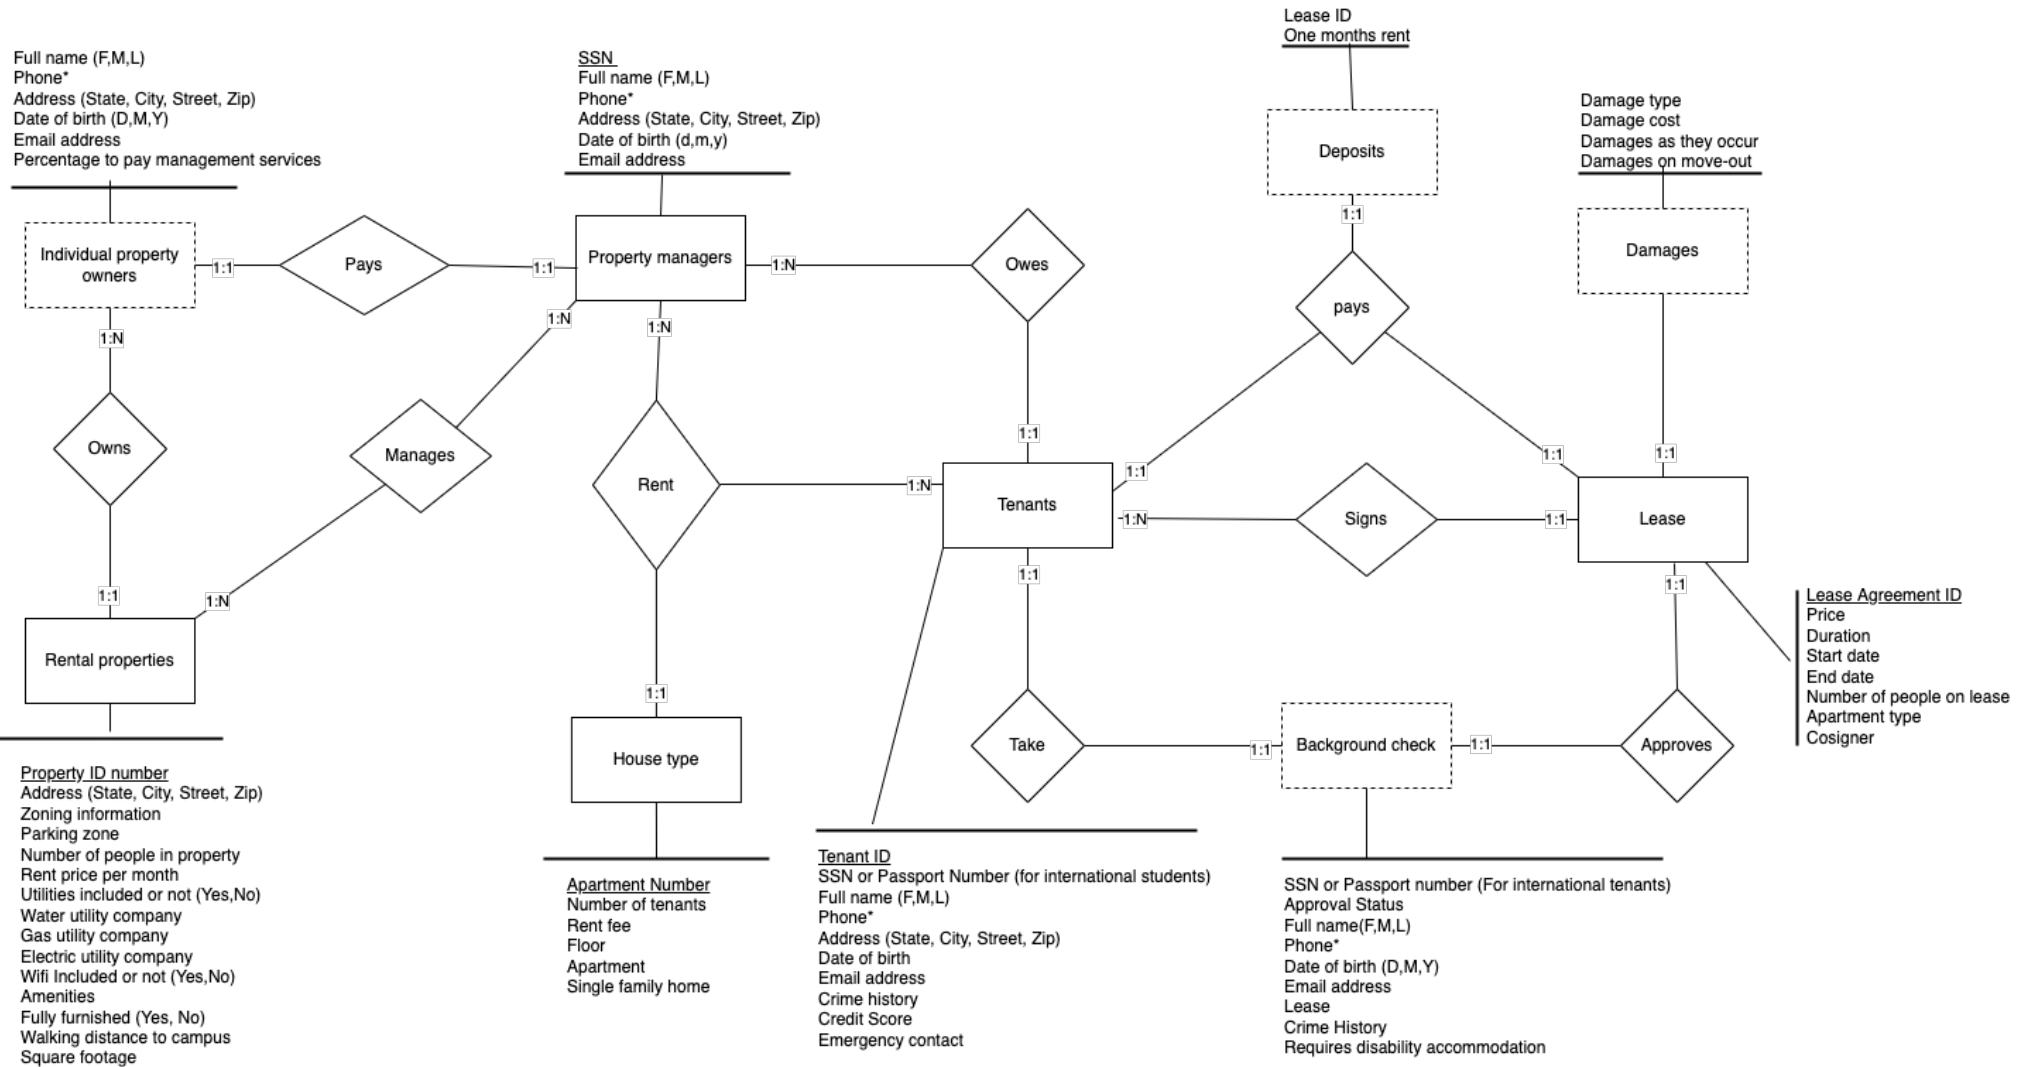 Lease ID
One months rent
Full name (F,M,L)
Phone*
Address (State, City, Street, Zip)
Date of birth (D,M,Y)
Email address
Percentage to pay management services
SSN
Full name (F,M,L)
Phone*
Address (State, City, Street, Zip)
Date of birth (d,m,y)
Email address
Damage type
Damage cost
Damages as they occur
Damages on move-out
Deposits
1:1
Individual property
owners
1:1
Pays
1:1
Property managers
1:N
Owes
Damages
1:N
1:N
1:N
pays
Owns
Manages
Rent
1:N
1:1
Tenants
1:1
1:N
Signs
1:1
1:1
1:1
Lease
1:1
1:N
Rental properties
1:1
House type
1:1
Take
1:1
Background check
1:1
Approves
1:1
Lease Agreement ID
Price
Duration
Start date
End date
Number of people on lease
Apartment type
Cosigner
Property ID number
Address (State, City, Street, Zip)
Zoning information
Parking zone
Number of people in property
Rent price per month
Utilities included or not (Yes,No)
Water utility company
Gas utility company
Electric utility company
Wifi Included or not (Yes,No)
Amenities
Fully furnished (Yes, No)
Walking distance to campus
Square footage
Apartment Number
Number of tenants
Rent fee
Floor
Apartment
Single family home
Tenant ID
SSN or Passport Number (for international students)
Full name (F,M,L)
Phone*
Address (State, City, Street, Zip)
Date of birth
Email address
Crime history
Credit Score
Emergency contact
SSN or Passport number (For international tenants)
Approval Status
Full name(F,M,L)
Phone*
Date of birth (D,M,Y)
Email address
Lease
Crime History
Requires disability accommodation